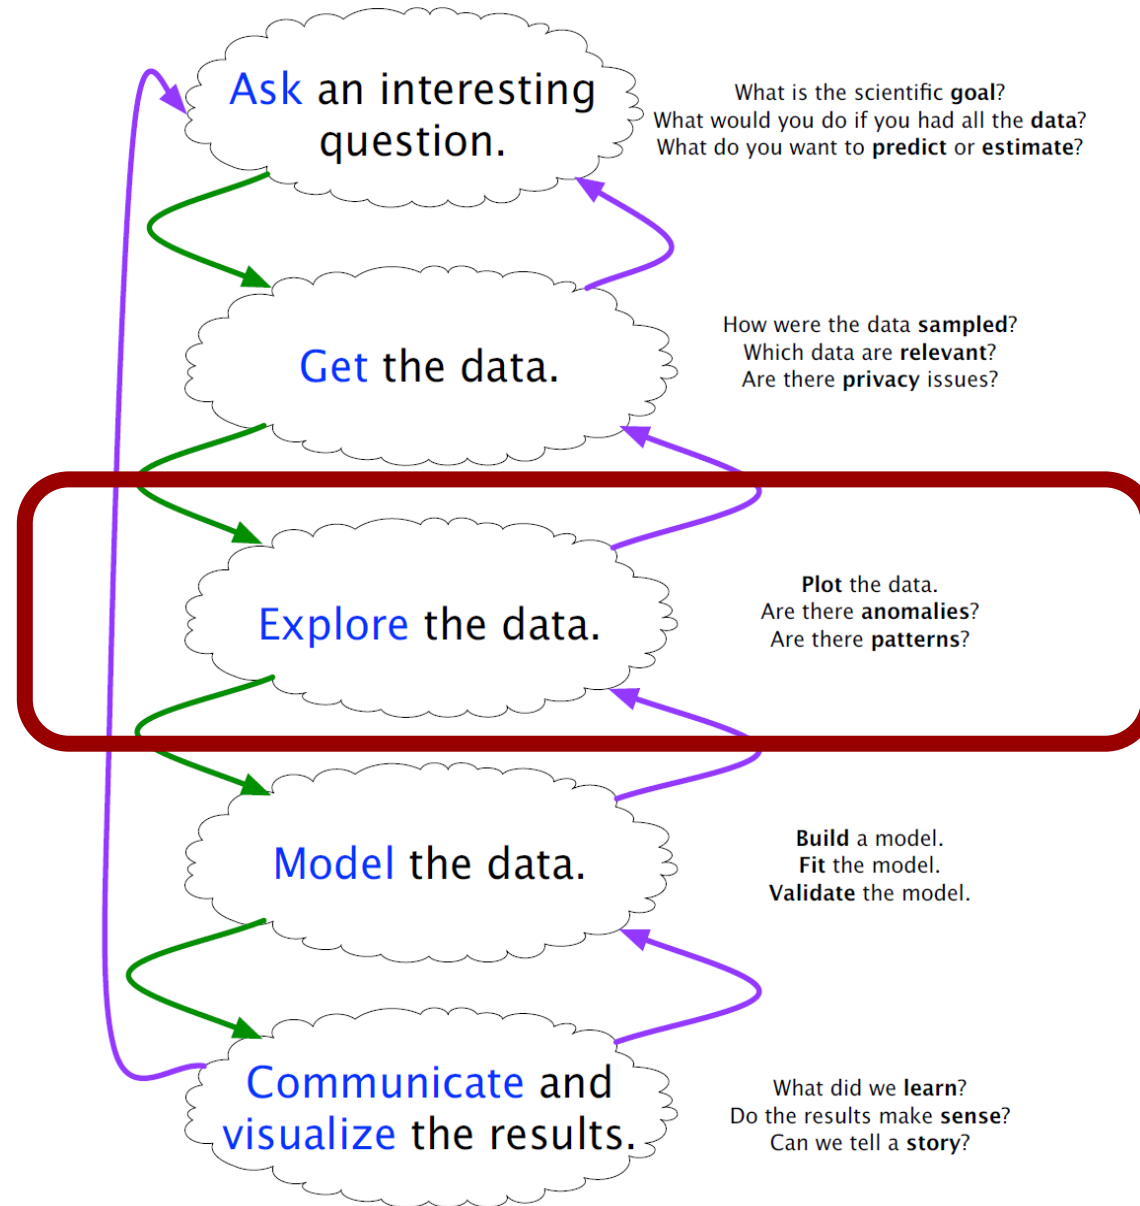 Ask an interesting
question.
What is the scientific goal?
What would you do if you had all the data?
What do you want to predict or estimate?
Get the data.
How were the data sampled?
Which data are relevant?
Are there privacy issues?
Explore the data.
Plot the data.
Are there anomalies?
Are there patterns?
Model the data.
Build a model.
Fit the model.
Validate the model.
Communicate and
visualize the results.
What did we learn?
Do the results make sense?
Can we tell a story?